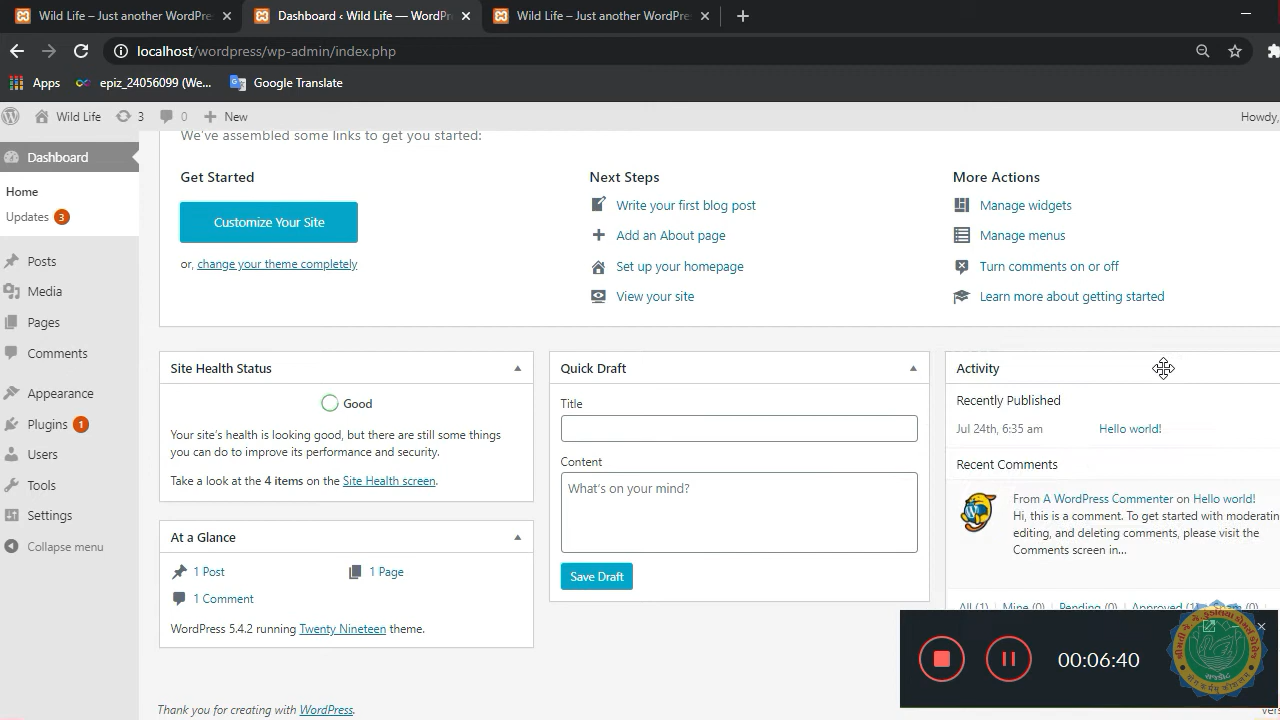 Wild Life – Just another WordPre
Dashboard ‹ Wild Life — WordPr
Wild Life – Just another WordPre
localhost/wordpress/wp-admin/index.php
Apps
epiz_24056099 (We...
Google Translate
Wild Life
3
0
New
Howdy,
We've assembled some links to get you started:
Dashboard
Home
Updates 3
Posts
Media
Pages
Comments
Appearance
Plugins 1
Users
Tools
Settings
Collapse menu
Get Started
Customize Your Site
or, change your theme completely
Next Steps
Write your first blog post
Add an About page
Set up your homepage
View your site
More Actions
Manage widgets
Manage menus
Turn comments on or off
Learn more about getting started
Site Health Status
Good
Your site's health is looking good, but there are still some things
you can do to improve its performance and security.
Take a look at the 4 items on the Site Health screen.
At a Glance
1 Post
1 Page
1 Comment
WordPress 5.4.2 running Twenty Nineteen theme.
Quick Draft
Title
Content
What's on your mind?
Save Draft
Activity
Recently Published
Jul 24th, 6:35 am
Hello world!
Recent Comments
From A WordPress Commenter on Hello world!
Hi, this is a comment. To get started with moderatin
editing, and deleting comments, please visit the
Comments screen in...
All (1) | Mine (0) | Pending (0) | Approved (1)
00:06:40
Thank you for creating with WordPress.